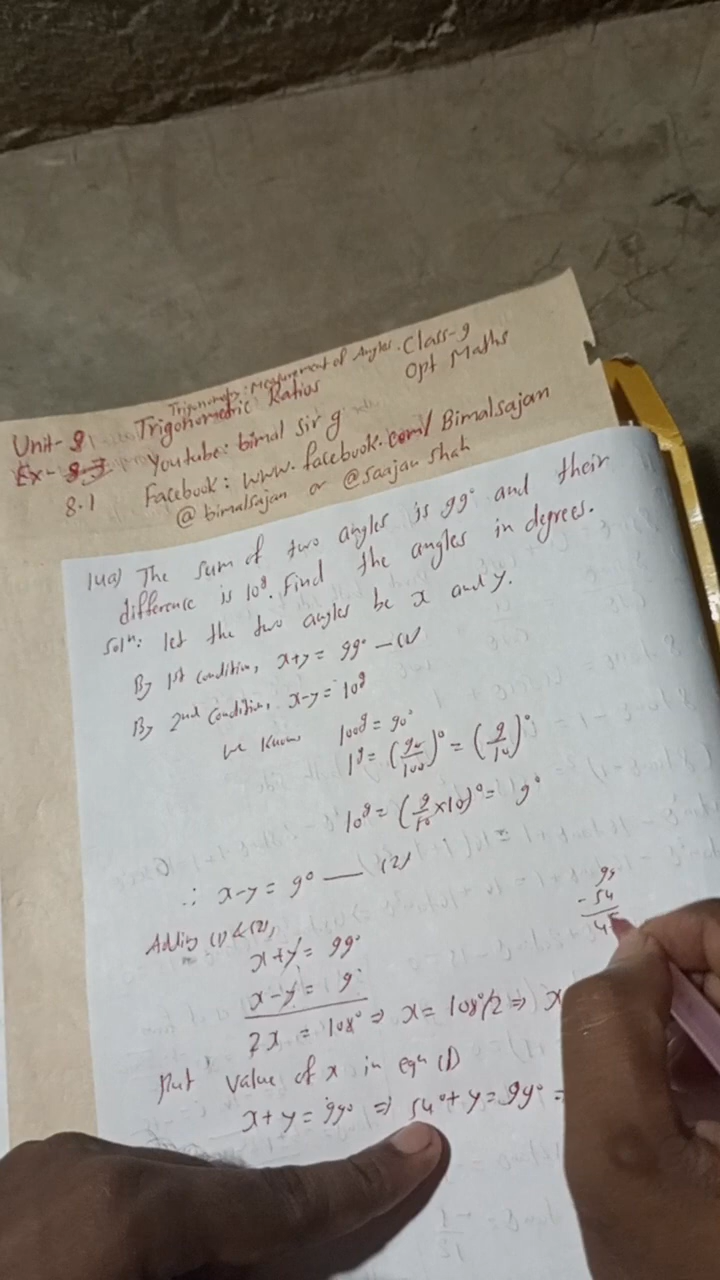 Trigonometry: Measurement of Angles. Class-9
Unit-8 Trigonometric Ratios Opt Maths
Ex- 8.1 Youtube: bimal sir g
Facebook: www.facebook.com/Bimalsajan
@bimalsajan or @saajan shah
14a) The sum of two angles is 99° and their
difference is 10g. Find the angles in degrees.
Solⁿ: let the two angles be x and y.
By 1st condition, x+y = 99° —(1)
By 2nd condition, x-y = 10g
we know 100g = 90°
1g = (90/100)° = (9/10)°
10g = (9/10×10)° = 9°
∴ x-y = 9° — (2)
Adding (1) & (2),
x+y = 99°
x-y = 9°
2x = 108° ⇒ x = 108°/2 ⇒ x
99
-54
45
Put value of x in eqn (1)
x+y = 99° ⇒ 54°+y = 99° =